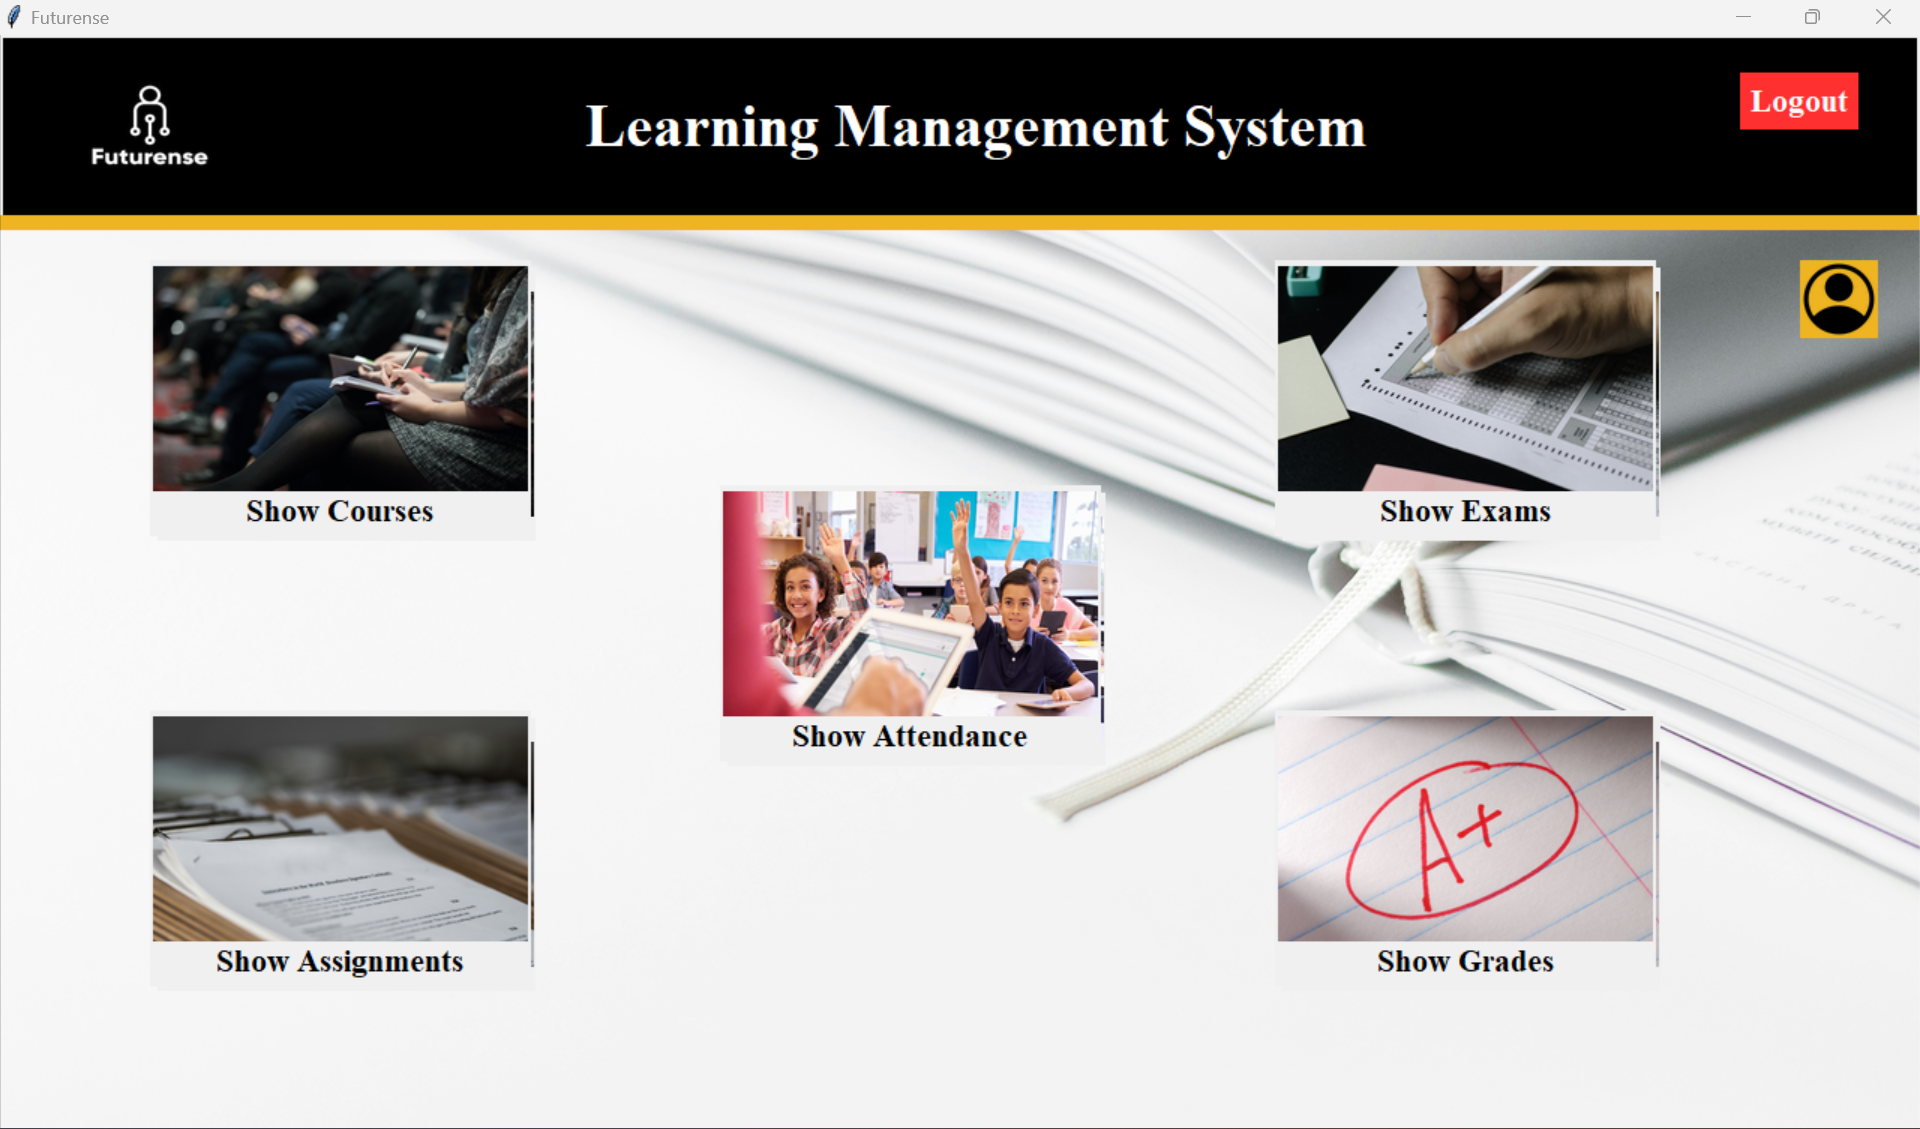 Futurense
Futurense
Learning Management System
Logout
Show Courses
Show Exams
Show Attendance
A+
Show Assignments
Show Grades